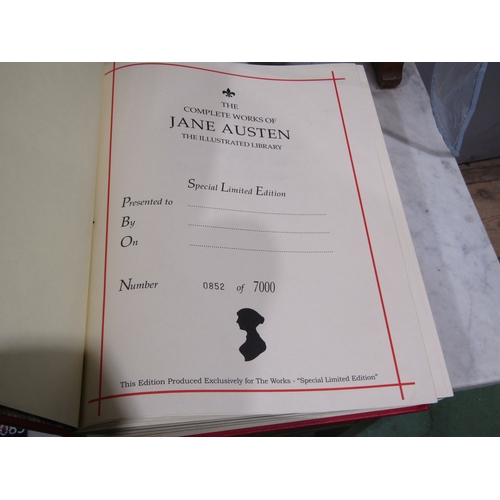 THE
COMPLETE WORKS OF
JANE AUSTEN
THE ILLUSTRATED LIBRARY
Special Limited Edition
Presented to
By
On
Number 0852 of 7000
This Edition Produced Exclusively for The Works - "Special Limited Edition"